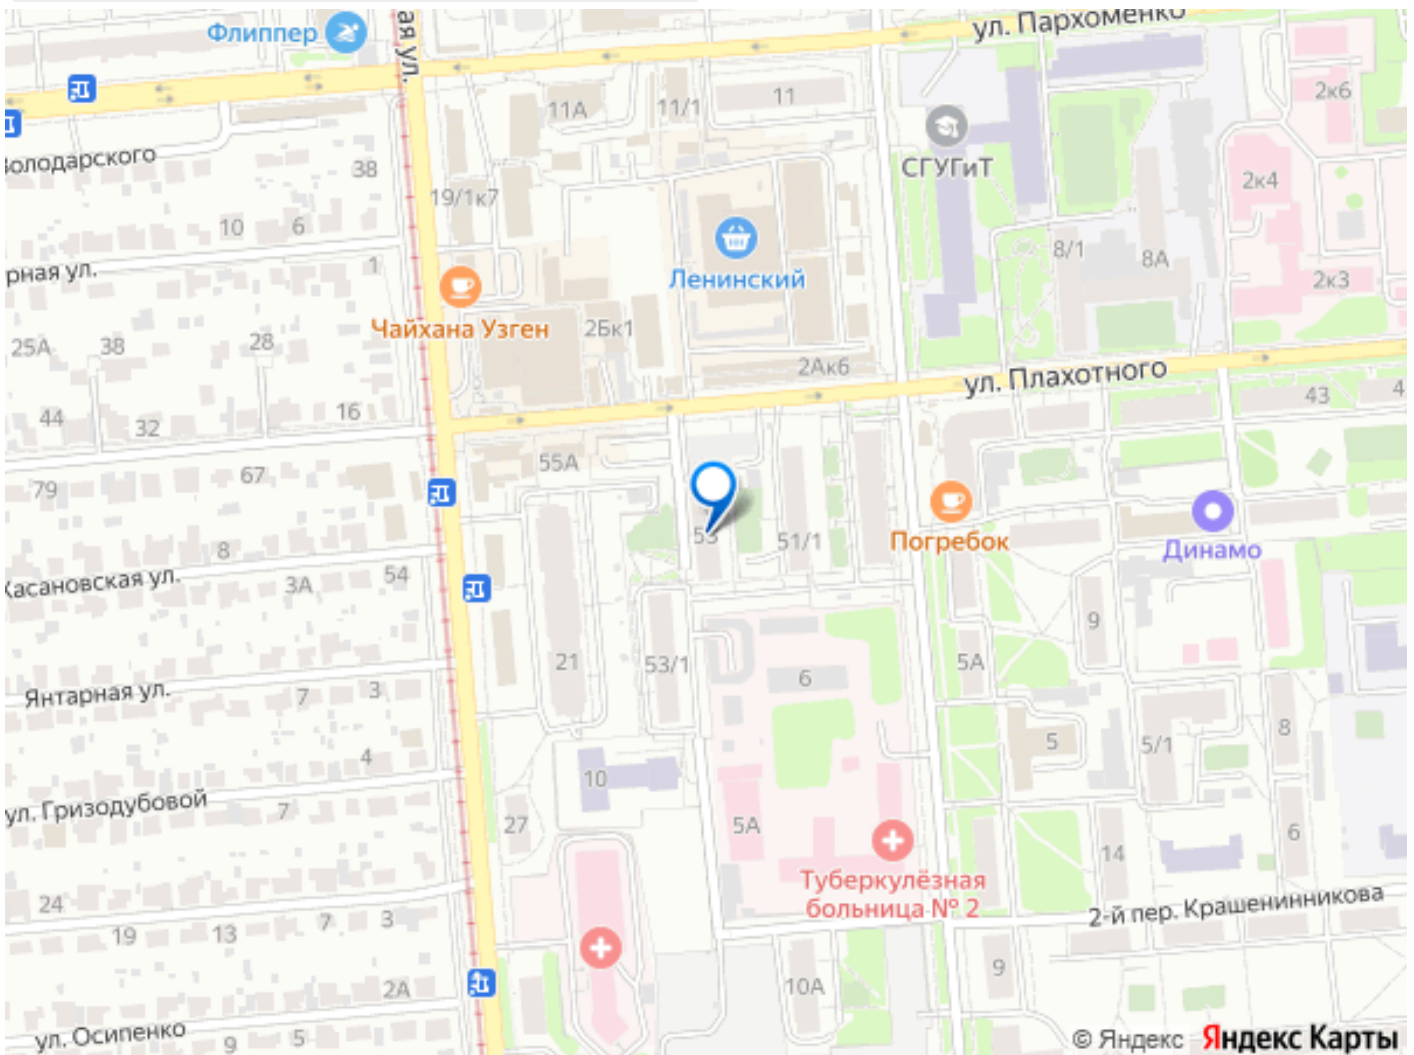 ул. Пархоменко
Флиппер
ая ул.
11А
11/1
11
2к6
СГУГиТ
Володарского
38
19/1к7
2к4
10
6
8/1
8А
рная ул.
1
Ленинский
2к3
Чайхана Узген
2Бк1
25А
38
28
2Ак6
ул. Плахотного
43
4
44
32
16
55А
67
79
53
51/1
Погребок
Динамо
8
Хасановская ул.
3А
54
9
21
53/1
6
5А
Янтарная ул.
7
3
5
5/1
8
4
10
ул. Гризодубовой
7
27
5А
6
14
Туберкулёзная
больница № 2
24
2-й пер. Крашенинникова
19
13
7
3
9
2А
10А
ул. Осипенко
9
5
© Яндекс Яндекс Карты